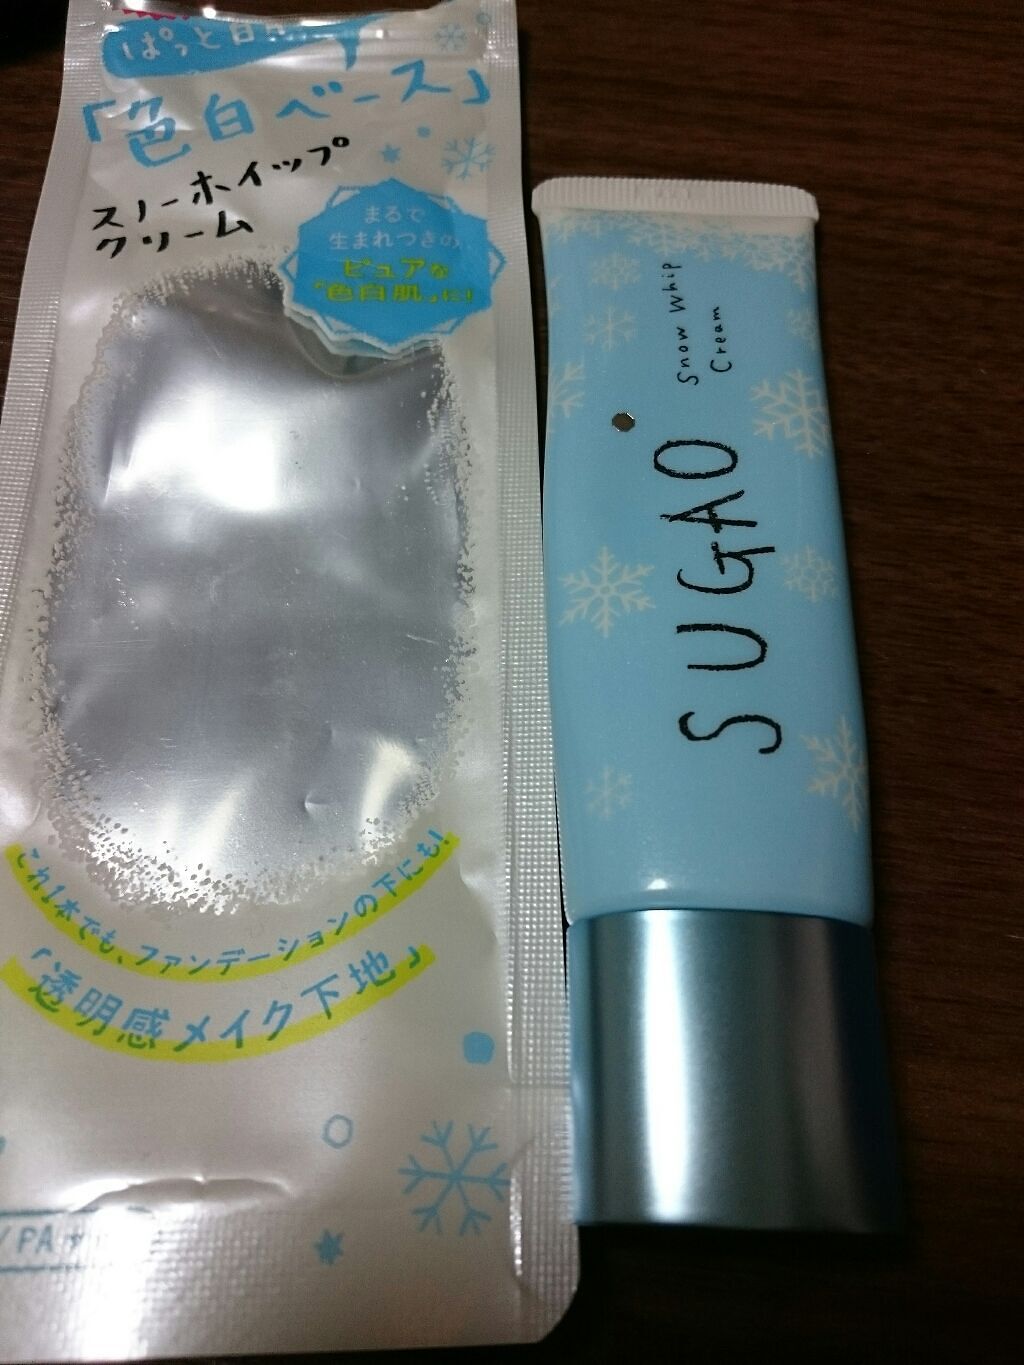 ぱっと
「色白ベース」
スノーホイップ
クリーム
まるで
生まれつきの
ピュアな
"色白肌"に!
これ1本でも、ファンデーションの下にも!
「透明感メイク下地」
PA
Snow Whip
Cream
SUGAO